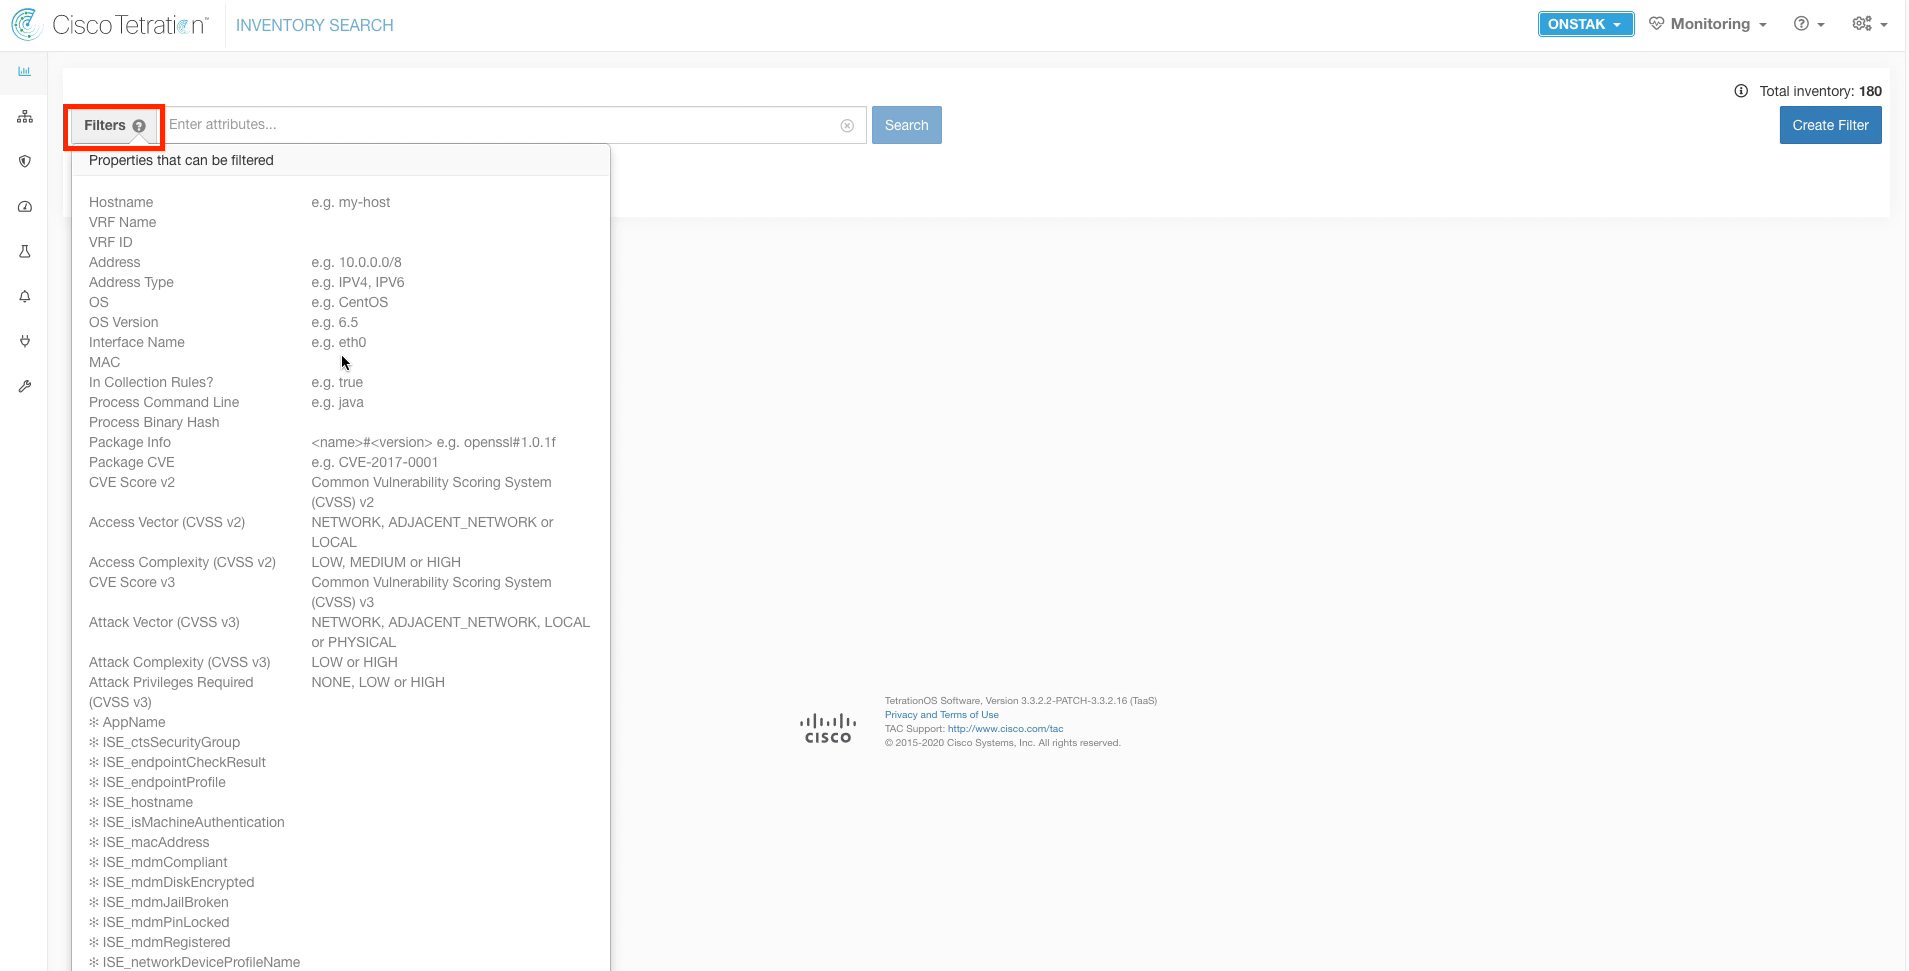 Cisco Tetration™
INVENTORY SEARCH
ONSTAK
Monitoring
?
Total inventory: 180
Filters ?
Enter attributes...
Search
Create Filter
Properties that can be filtered
Hostname e.g. my-host
VRF Name
VRF ID
Address e.g. 10.0.0.0/8
Address Type e.g. IPV4, IPV6
OS e.g. CentOS
OS Version e.g. 6.5
Interface Name e.g. eth0
MAC
In Collection Rules? e.g. true
Process Command Line e.g. java
Process Binary Hash
Package Info <name>#<version> e.g. openssl#1.0.1f
Package CVE e.g. CVE-2017-0001
CVE Score v2 Common Vulnerability Scoring System
(CVSS) v2
Access Vector (CVSS v2) NETWORK, ADJACENT_NETWORK or
LOCAL
Access Complexity (CVSS v2) LOW, MEDIUM or HIGH
CVE Score v3 Common Vulnerability Scoring System
(CVSS) v3
Attack Vector (CVSS v3) NETWORK, ADJACENT_NETWORK, LOCAL
or PHYSICAL
Attack Complexity (CVSS v3) LOW or HIGH
Attack Privileges Required NONE, LOW or HIGH
(CVSS v3)
✻ AppName
✻ ISE_ctsSecurityGroup
✻ ISE_endpointCheckResult
✻ ISE_endpointProfile
✻ ISE_hostname
✻ ISE_isMachineAuthentication
✻ ISE_macAddress
✻ ISE_mdmCompliant
✻ ISE_mdmDiskEncrypted
✻ ISE_mdmJailBroken
✻ ISE_mdmPinLocked
✻ ISE_mdmRegistered
✻ ISE_networkDeviceProfileName
CISCO
TetrationOS Software, Version 3.3.2.2-PATCH-3.3.2.16 (TaaS)
Privacy and Terms of Use
TAC Support: http://www.cisco.com/tac
© 2015-2020 Cisco Systems, Inc. All rights reserved.